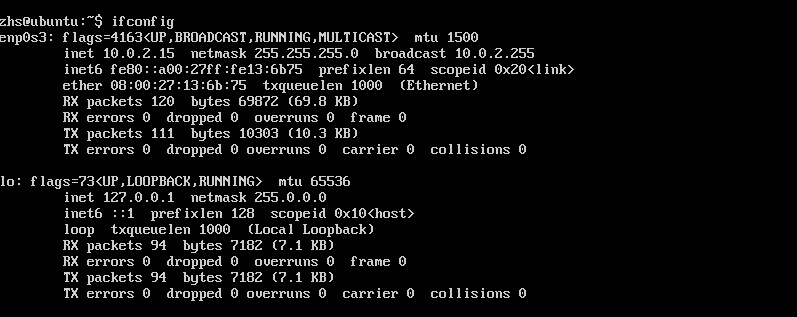 zhs@ubuntu:~$ ifconfig
enp0s3: flags=4163<UP,BROADCAST,RUNNING,MULTICAST>  mtu 1500
        inet 10.0.2.15  netmask 255.255.255.0  broadcast 10.0.2.255
        inet6 fe80::a00:27ff:fe13:6b75  prefixlen 64  scopeid 0x20<link>
        ether 08:00:27:13:6b:75  txqueuelen 1000  (Ethernet)
        RX packets 120  bytes 69872 (69.8 KB)
        RX errors 0  dropped 0  overruns 0  frame 0
        TX packets 111  bytes 10303 (10.3 KB)
        TX errors 0  dropped 0 overruns 0  carrier 0  collisions 0

lo: flags=73<UP,LOOPBACK,RUNNING>  mtu 65536
        inet 127.0.0.1  netmask 255.0.0.0
        inet6 ::1  prefixlen 128  scopeid 0x10<host>
        loop  txqueuelen 1000  (Local Loopback)
        RX packets 94  bytes 7182 (7.1 KB)
        RX errors 0  dropped 0  overruns 0  frame 0
        TX packets 94  bytes 7182 (7.1 KB)
        TX errors 0  dropped 0 overruns 0  carrier 0  collisions 0